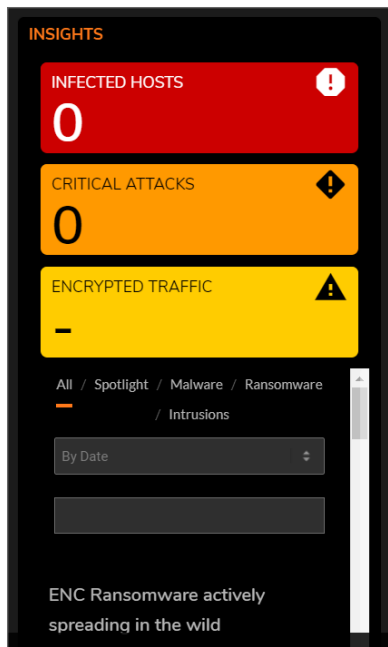 INSIGHTS
INFECTED HOSTS
0
CRITICAL ATTACKS
0
ENCRYPTED TRAFFIC
-
All / Spotlight / Malware / Ransomware
/ Intrusions
By Date
ENC Ransomware actively
spreading in the wild